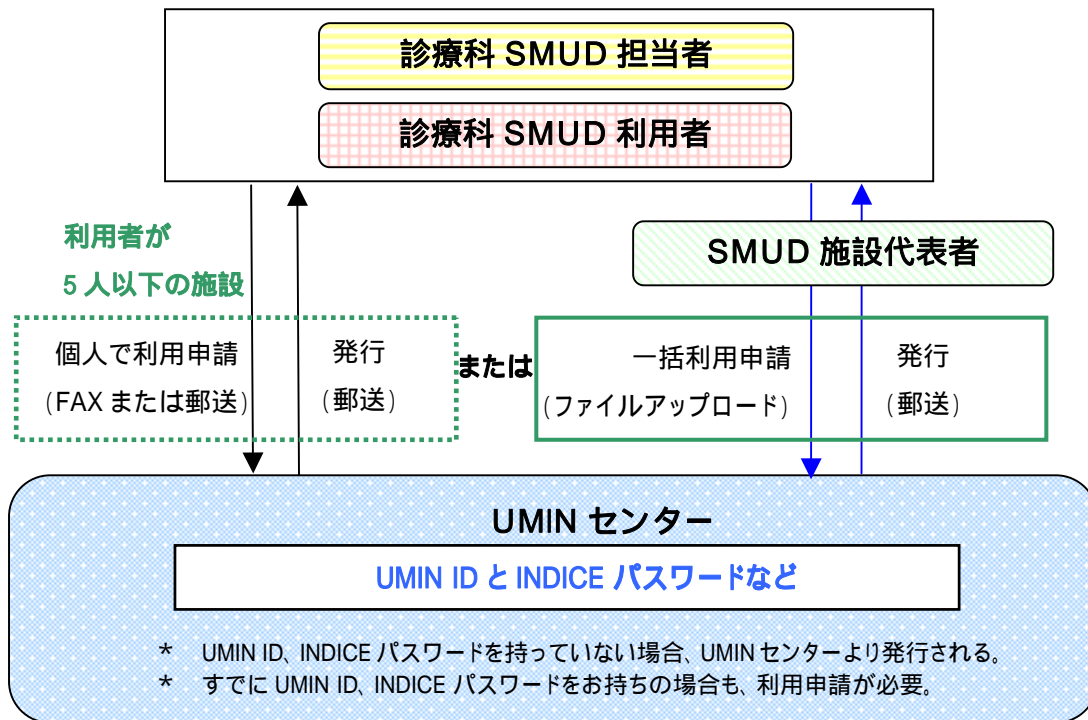 診療科 SMUD 担当者
診療科 SMUD 利用者
利用者が
5 人以下の施設
SMUD 施設代表者
個人で利用申請
(FAX または郵送)
発行
(郵送)
または
一括利用申請
(ファイルアップロード)
発行
(郵送)
UMIN センター
UMIN ID と INDICE パスワードなど
* UMIN ID、INDICE パスワードを持っていない場合、UMIN センターより発行される。
* すでに UMIN ID、INDICE パスワードをお持ちの場合も、利用申請が必要。